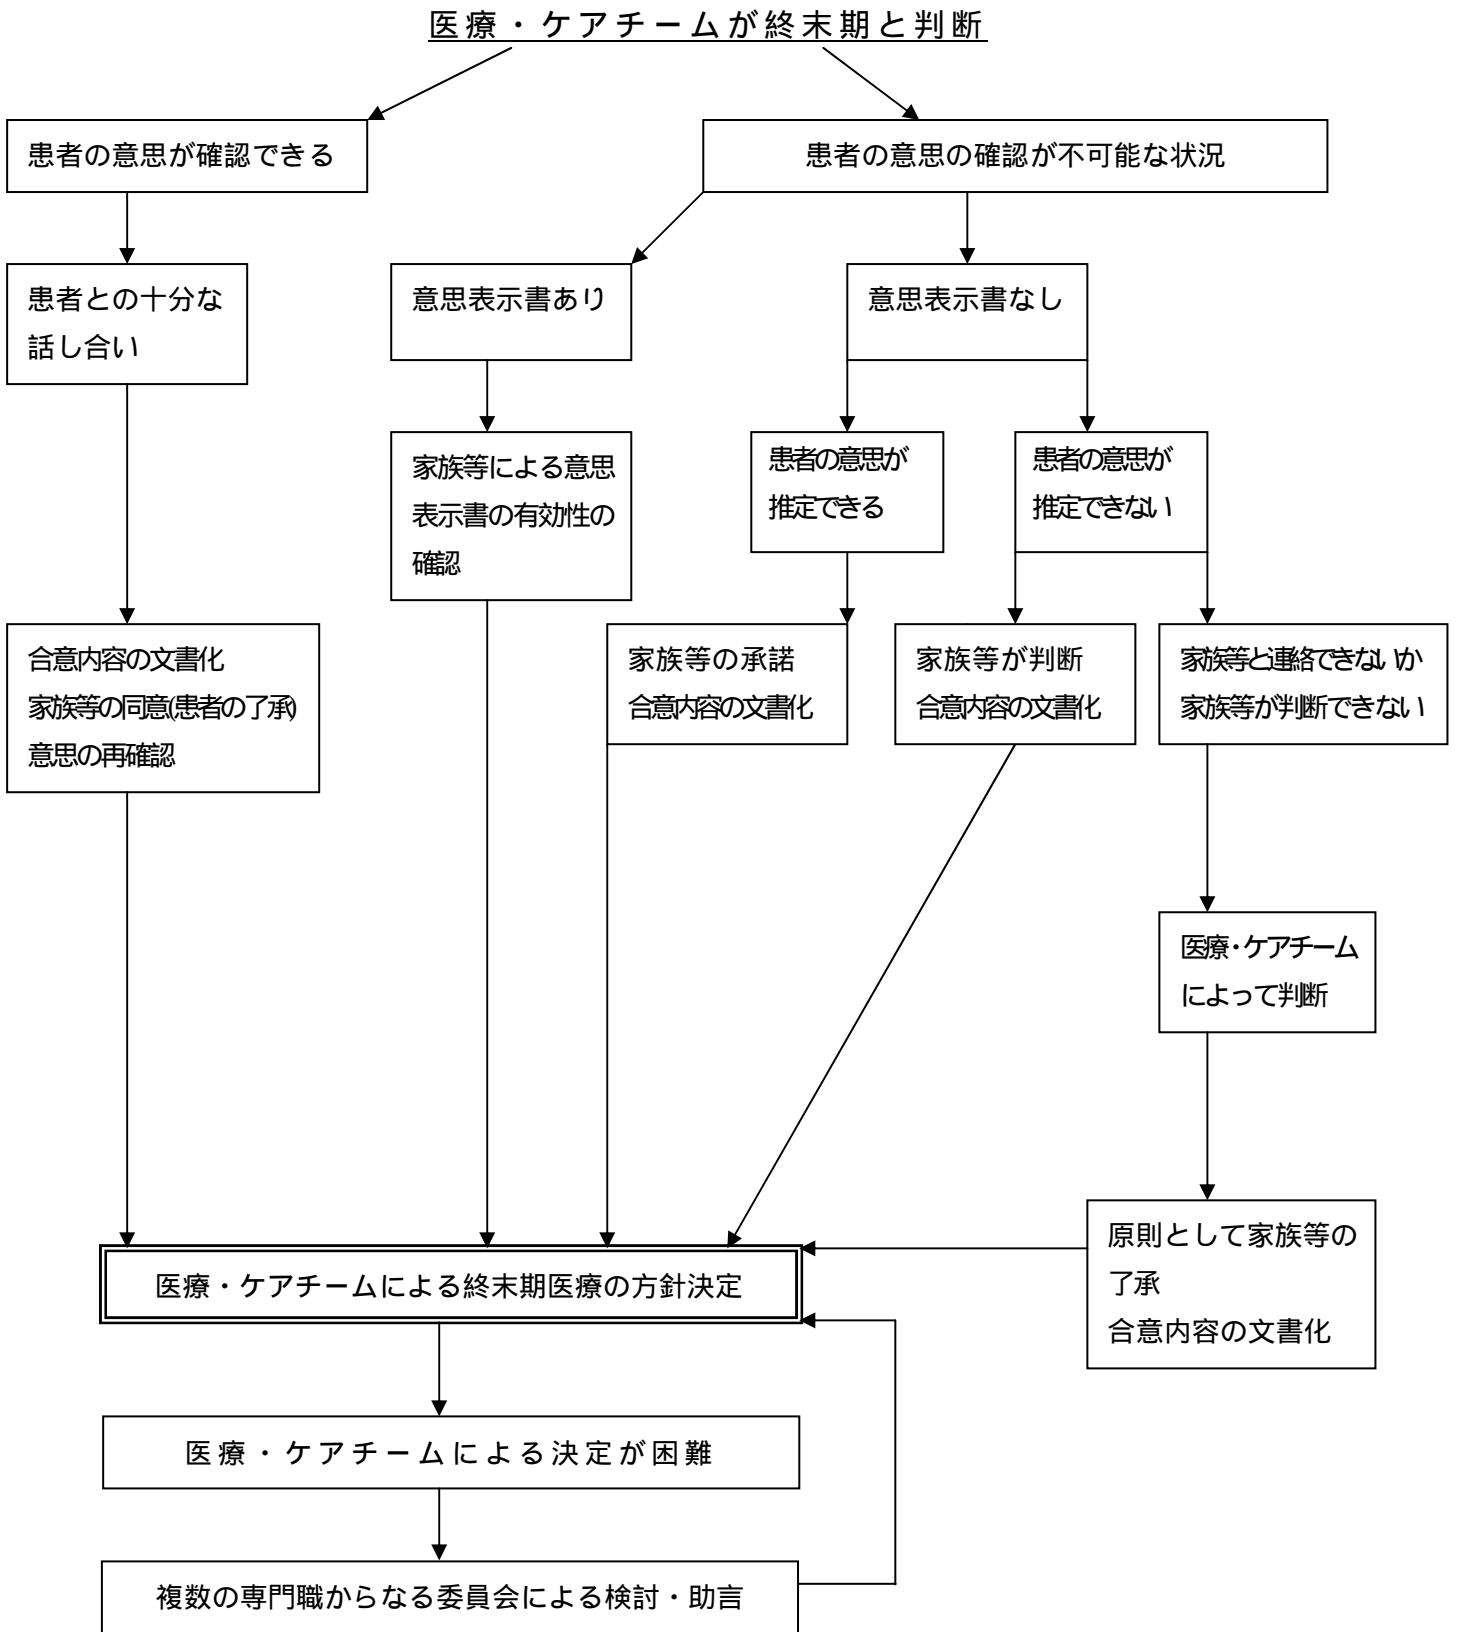 医療・ケアチームが終末期と判断
患者の意思が確認できる
患者の意思の確認が不可能な状況
患者との十分な
話し合い
意思表示書あり
意思表示書なし
家族等による意思
表示書の有効性の
確認
患者の意思が
推定できる
患者の意思が
推定できない
合意内容の文書化
家族等の同意(患者の了承)
意思の再確認
家族等の承諾
合意内容の文書化
家族等が判断
合意内容の文書化
家族等と連絡できないか
家族等が判断できない
医療・ケアチーム
によって判断
原則として家族等の
了承
合意内容の文書化
医療・ケアチームによる終末期医療の方針決定
医療・ケアチームによる決定が困難
複数の専門職からなる委員会による検討・助言